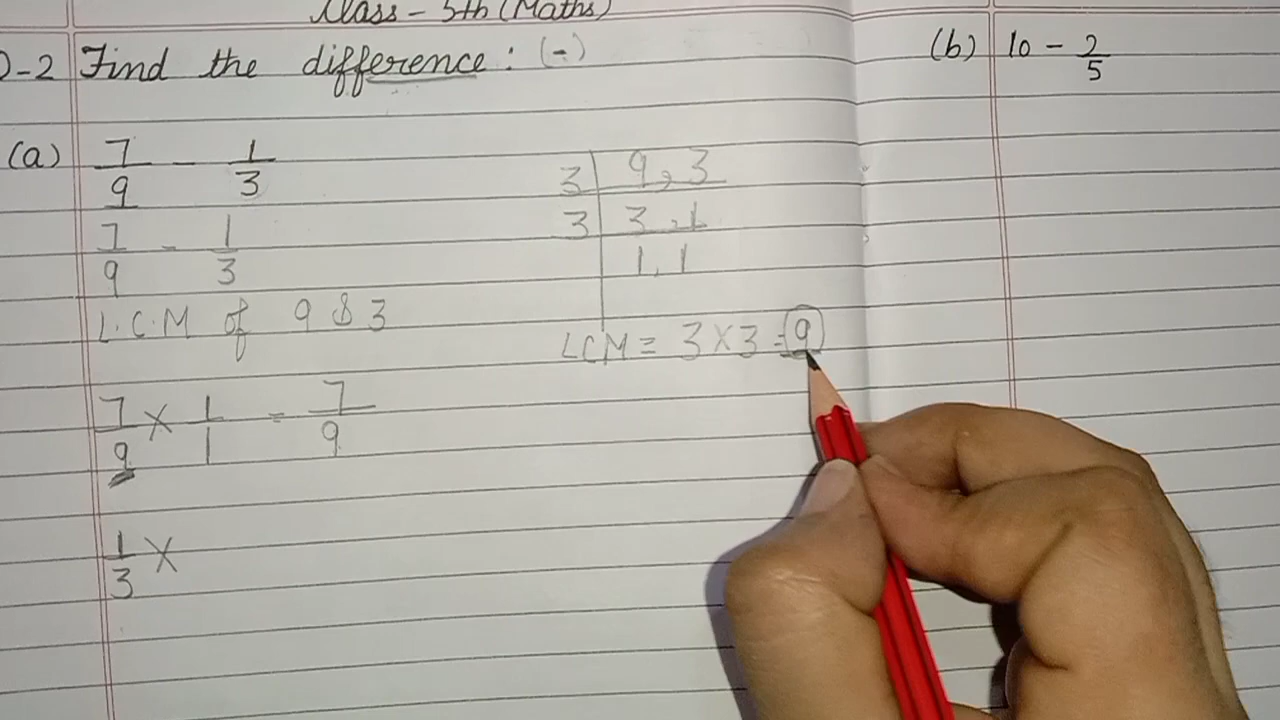 Class - 5th (Maths)
Q-2 Find the difference : (-)
(a) 7/9 - 1/3
7/9 - 1/3
L.C.M of 9 & 3
7/9 × 1/1 = 7/9
1/3 ×
3 | 9, 3
3 | 3, 1
1, 1
LCM = 3 × 3 = 9
(b) 10 - 2/5